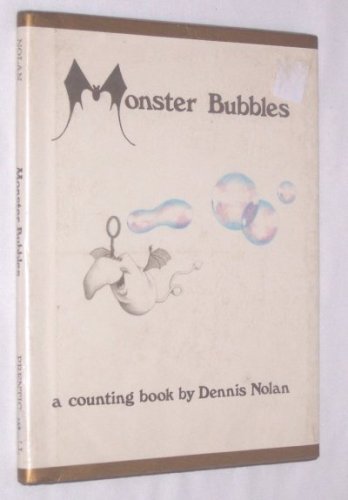 Monster Bubbles
a counting book by Dennis Nolan
NOLAN
Monster Bubbles